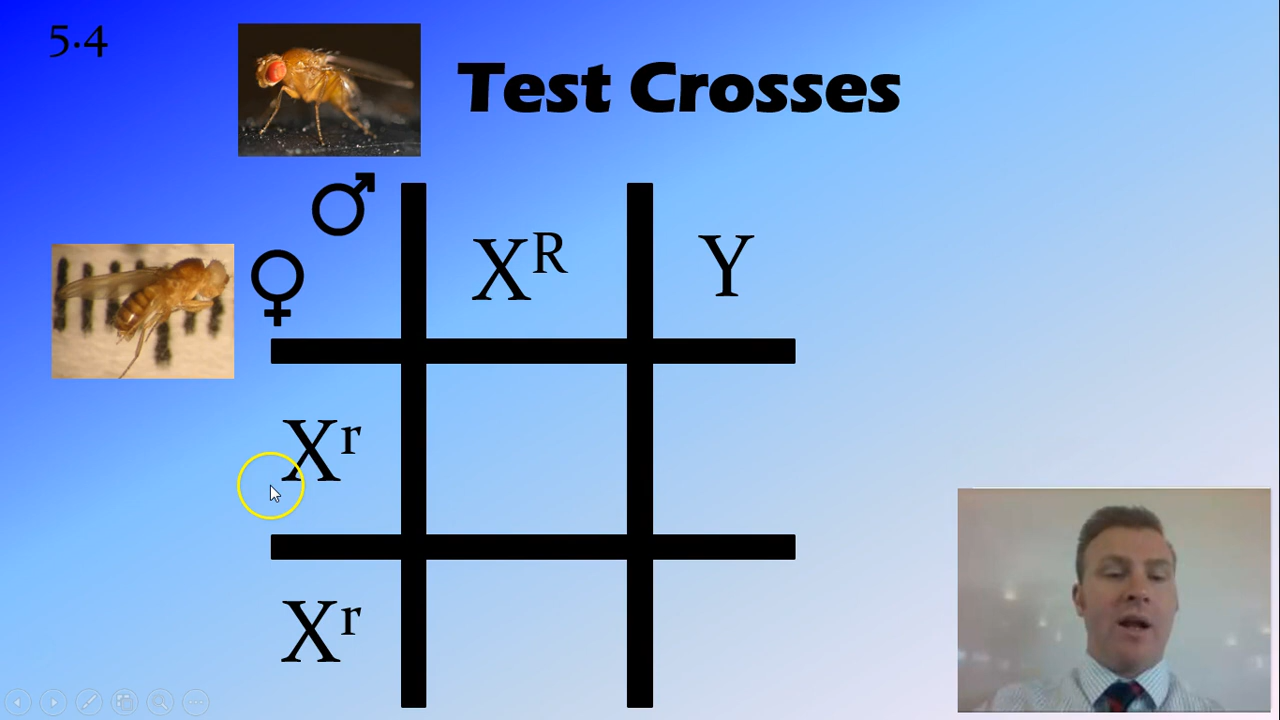 5.4
Test Crosses
♂
♀
X^R Y
X^r
X^r